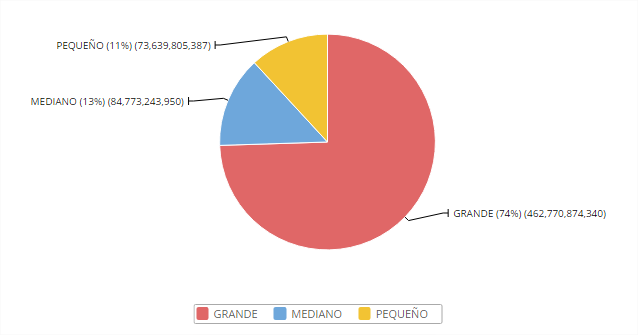 PEQUEÑO (11%) (73,639,805,387)
MEDIANO (13%) (84,773,243,950)
GRANDE (74%) (462,770,874,340)
GRANDE MEDIANO PEQUEÑO